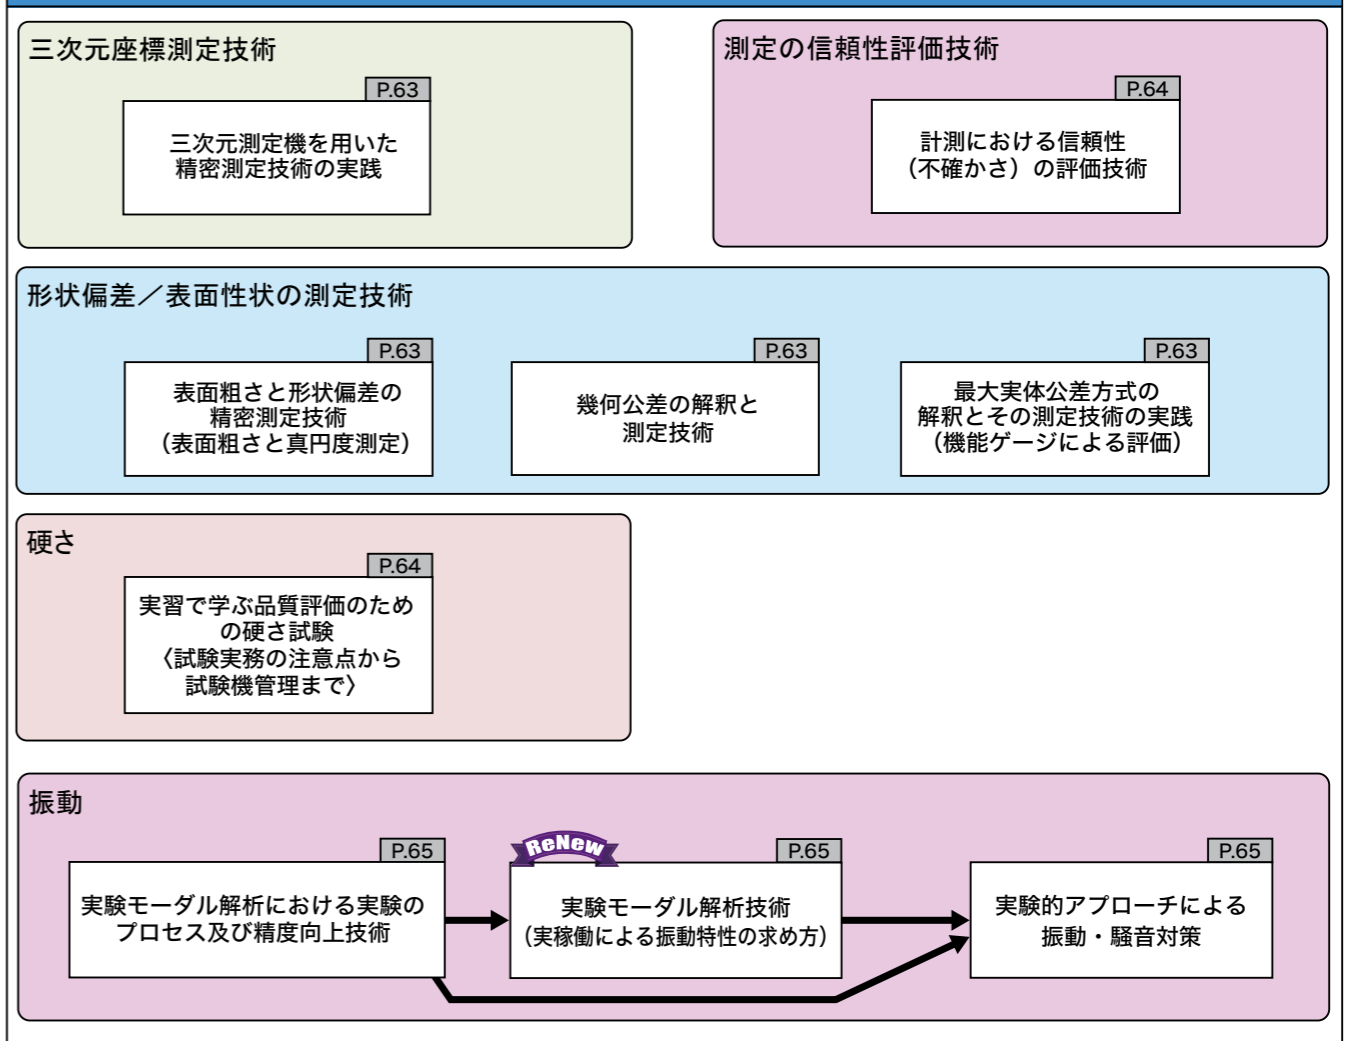 三次元座標測定技術
P.63
三次元測定機を用いた
精密測定技術の実践
測定の信頼性評価技術
P.64
計測における信頼性
（不確かさ）の評価技術
形状偏差／表面性状の測定技術
P.63
表面粗さと形状偏差の
精密測定技術
（表面粗さと真円度測定）
P.63
幾何公差の解釈と
測定技術
P.63
最大実体公差方式の
解釈とその測定技術の実践
（機能ゲージによる評価）
硬さ
P.64
実習で学ぶ品質評価のため
の硬さ試験
〈試験実務の注意点から
試験機管理まで〉
振動
P.65
実験モーダル解析における実験の
プロセス及び精度向上技術
ReNew
P.65
実験モーダル解析技術
（実稼働による振動特性の求め方）
P.65
実験的アプローチによる
振動・騒音対策